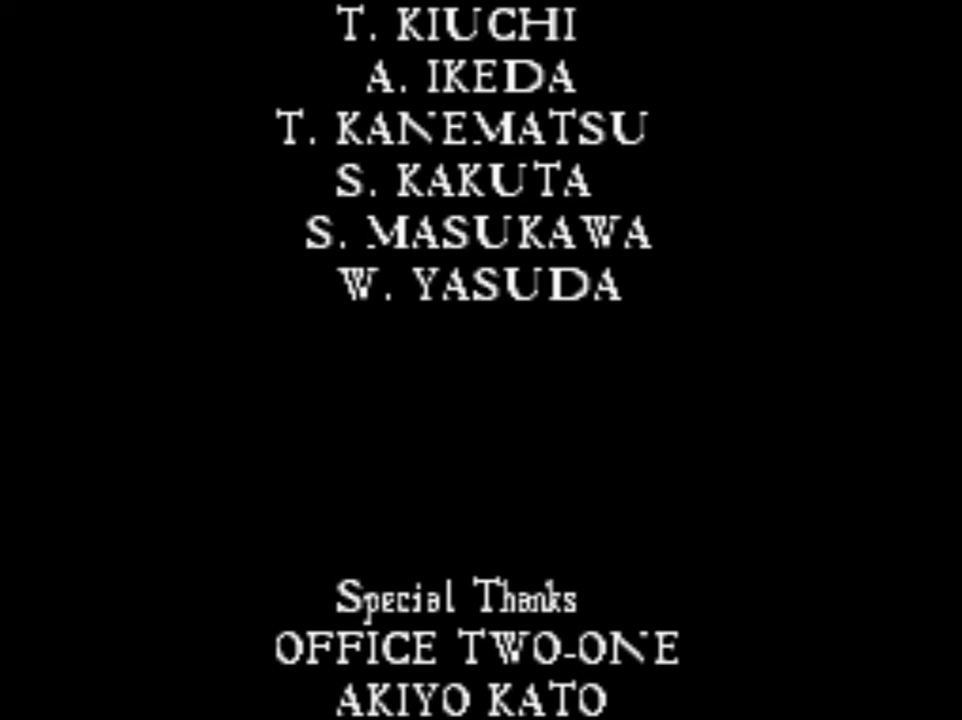 T. KIUCHI
A. IKEDA
T. KANEMATSU
S. KAKUTA
S. MASUKAWA
W. YASUDA
Special Thanks
OFFICE TWO-ONE
AKIYO KATO